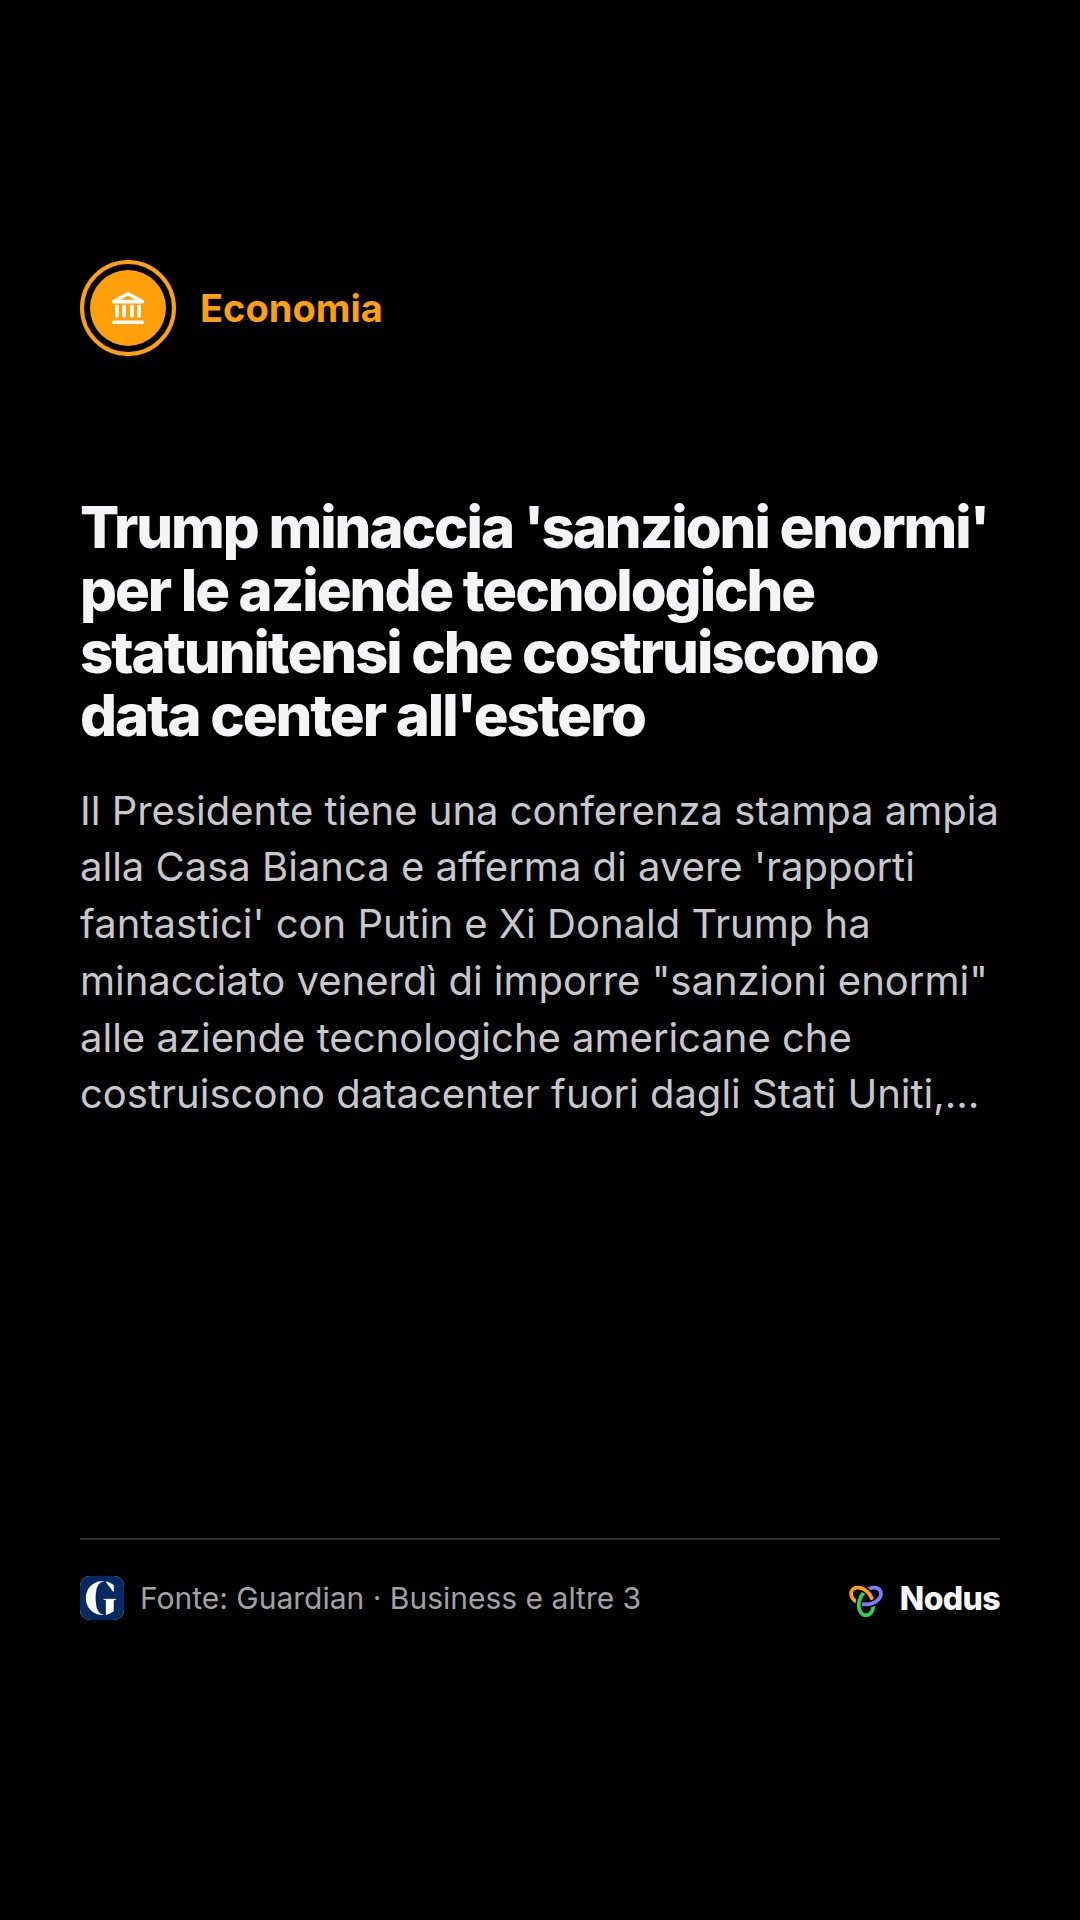 Economia
Trump minaccia 'sanzioni enormi'
per le aziende tecnologiche
statunitensi che costruiscono
data center all'estero
Il Presidente tiene una conferenza stampa ampia
alla Casa Bianca e afferma di avere 'rapporti
fantastici' con Putin e Xi Donald Trump ha
minacciato venerdì di imporre "sanzioni enormi"
alle aziende tecnologiche americane che
costruiscono datacenter fuori dagli Stati Uniti,...
G Fonte: Guardian · Business e altre 3
Nodus